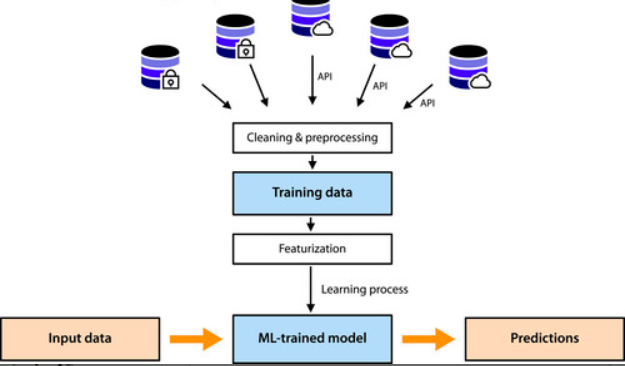 API
API
API
Cleaning & preprocessing
Training data
Featurization
Learning process
Input data
ML-trained model
Predictions